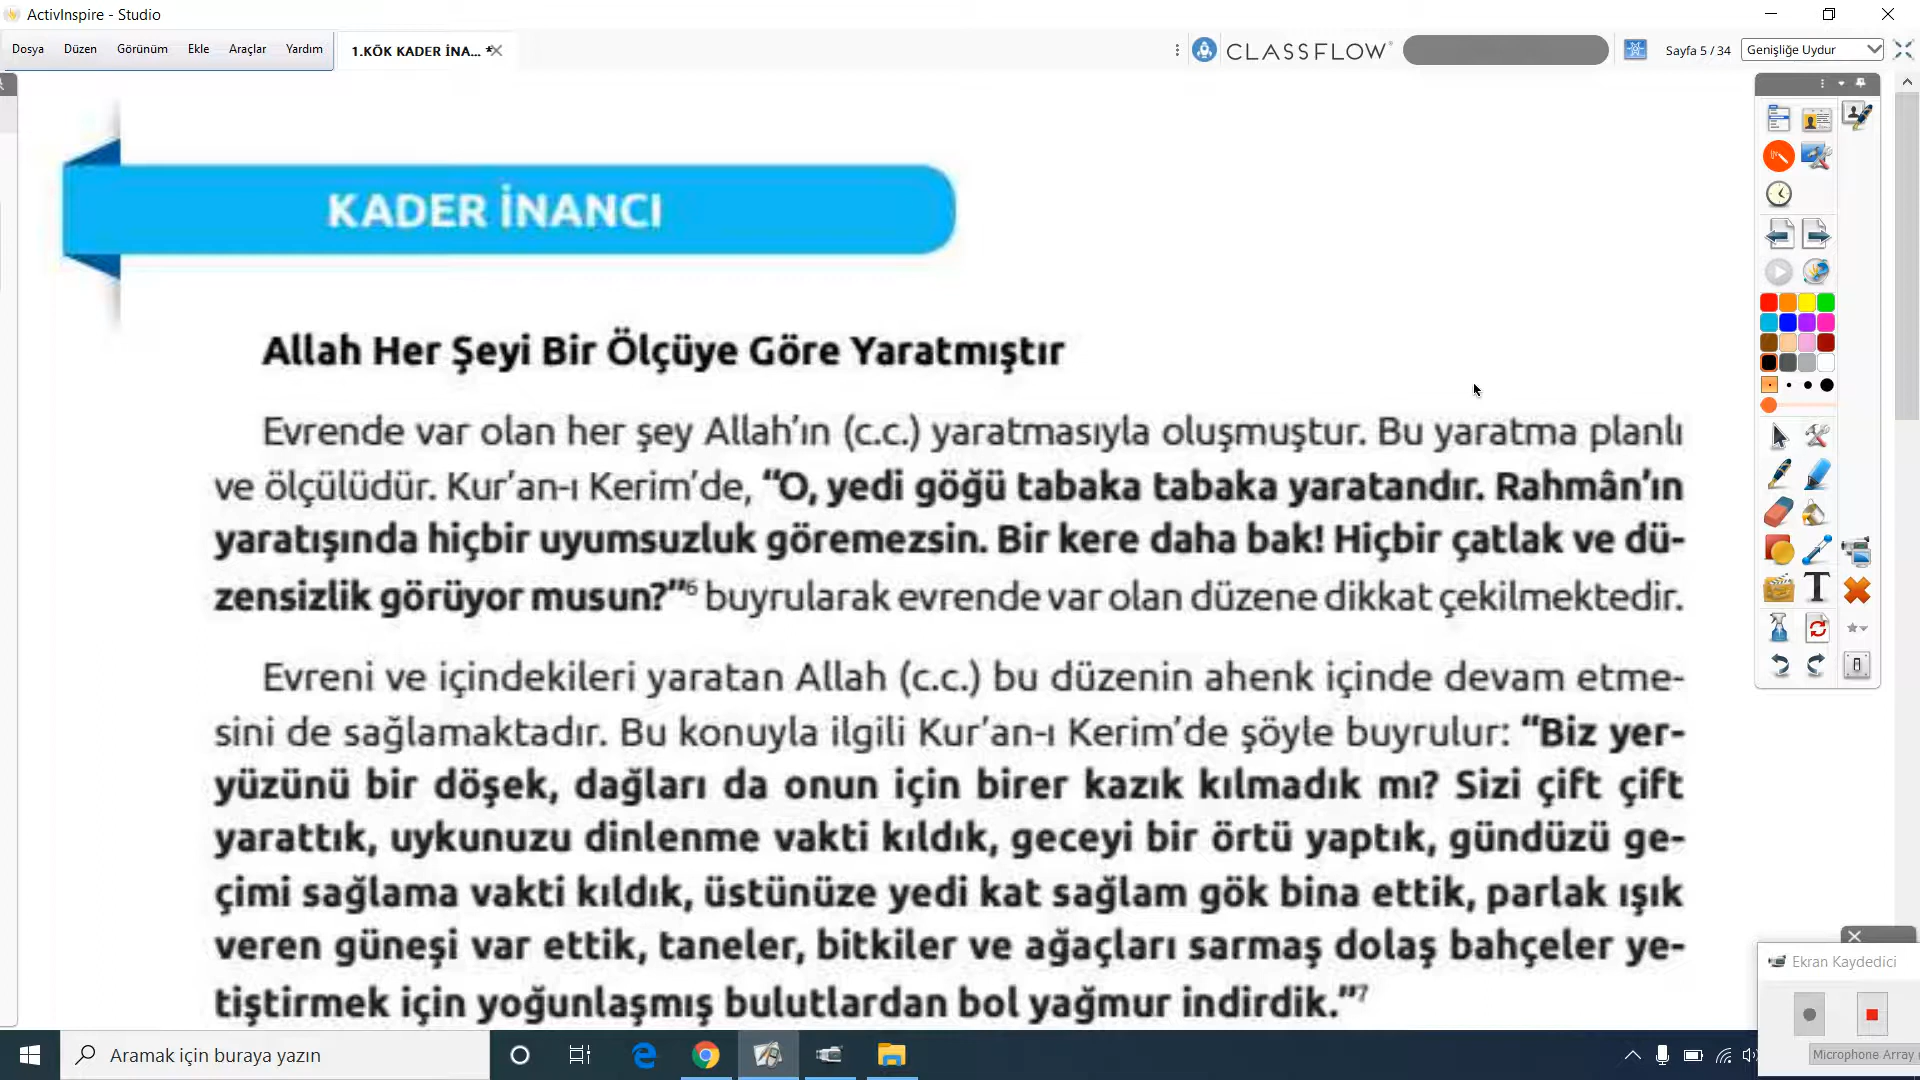 ActivInspire - Studio
Dosya Düzen Görünüm Ekle Araçlar Yardım
1.KÖK KADER İNA... *
CLASSFLOW
Sayfa 5 / 34
Genişliğe Uydur
KADER İNANCI
Allah Her Şeyi Bir Ölçüye Göre Yaratmıştır
Evrende var olan her şey Allah’ın (c.c.) yaratmasıyla oluşmuştur. Bu yaratma planlı
ve ölçülüdür. Kur’an-ı Kerim’de, “O, yedi göğü tabaka tabaka yaratandır. Rahmân’ın
yaratışında hiçbir uyumsuzluk göremezsin. Bir kere daha bak! Hiçbir çatlak ve dü-
zensizlik görüyor musun?”6 buyrularak evrende var olan düzene dikkat çekilmektedir.
Evreni ve içindekileri yaratan Allah (c.c.) bu düzenin ahenk içinde devam etme-
sini de sağlamaktadır. Bu konuyla ilgili Kur’an-ı Kerim’de şöyle buyrulur: “Biz yer-
yüzünü bir döşek, dağları da onun için birer kazık kılmadık mı? Sizi çift çift
yarattık, uykunuzu dinlenme vakti kıldık, geceyi bir örtü yaptık, gündüzü ge-
çimi sağlama vakti kıldık, üstünüze yedi kat sağlam gök bina ettik, parlak ışık
veren güneşi var ettik, taneler, bitkiler ve ağaçları sarmaş dolaş bahçeler ye-
tiştirmek için yoğunlaşmış bulutlardan bol yağmur indirdik.”7
Ekran Kaydedici
Microphone Array
Aramak için buraya yazın